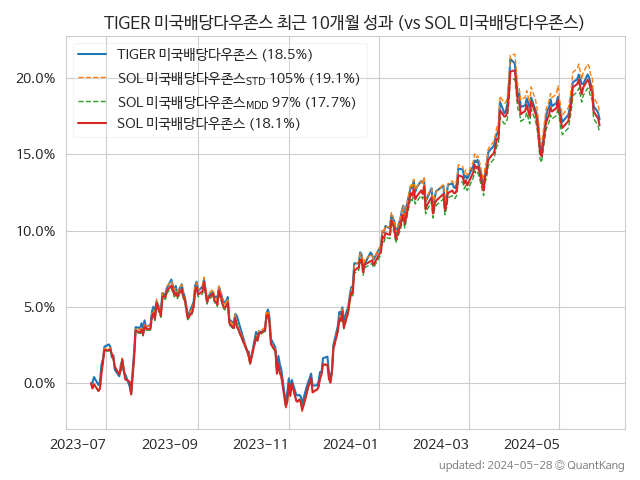 TIGER 미국배당다우존스 최근 10개월 성과 (vs SOL 미국배당다우존스)
TIGER 미국배당다우존스 (18.5%)
SOL 미국배당다우존스STD 105% (19.1%)
SOL 미국배당다우존스MDD 97% (17.7%)
SOL 미국배당다우존스 (18.1%)
20.0%
15.0%
10.0%
5.0%
0.0%
2023-07 2023-09 2023-11 2024-01 2024-03 2024-05
updated: 2024-05-28 © QuantKang